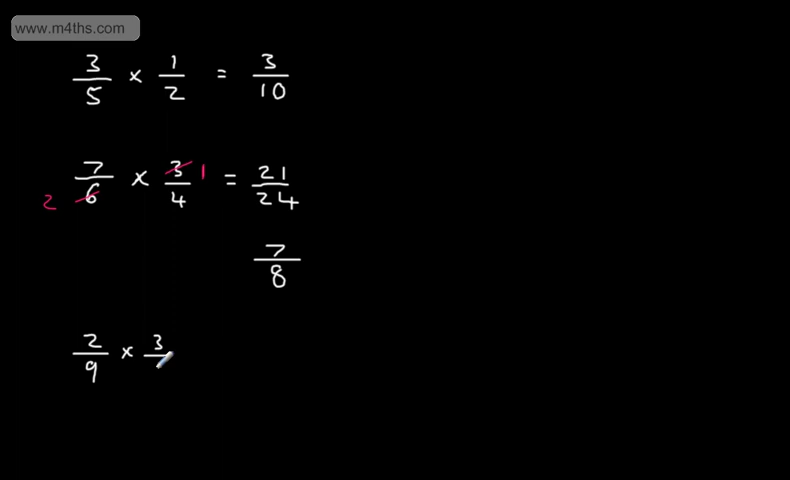 www.m4ths.com
3/5 × 1/2 = 3/10
2 7/6 × 3/4 1 = 21/24
7/8
2/9 × 3/